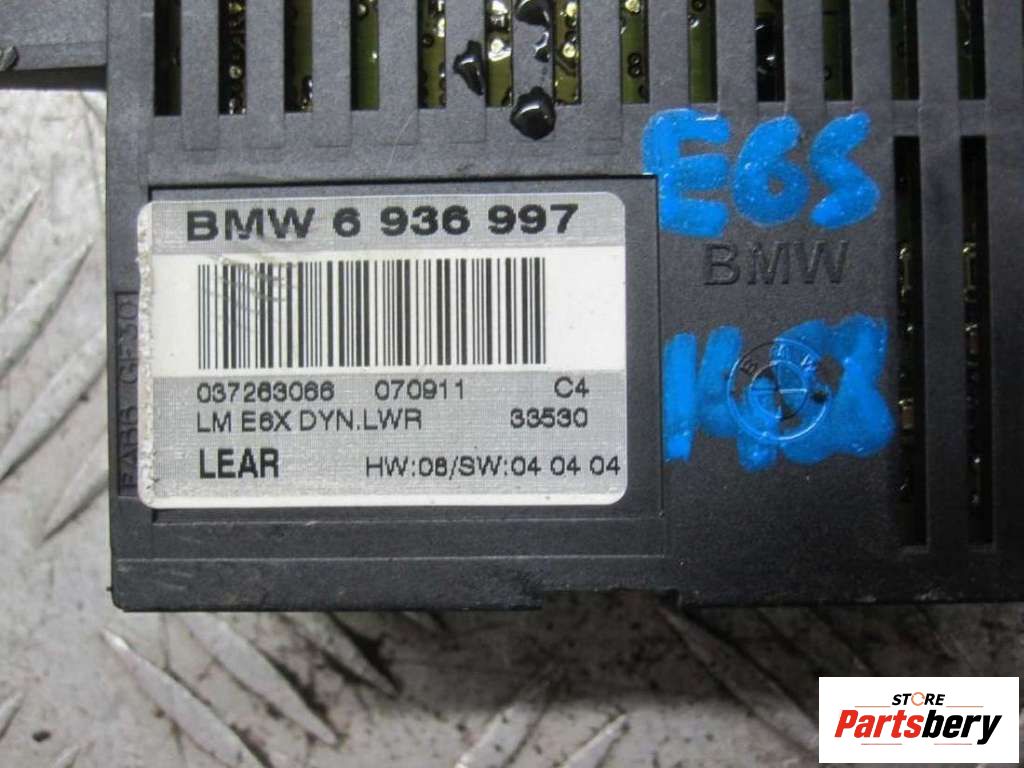 BMW 6 936 997
037263066 070911 C4
LM E6X DYN.LWR 33530
LEAR HW:08/SW:04 04 04
E65
BMW
BMW
STORE
Partsbery